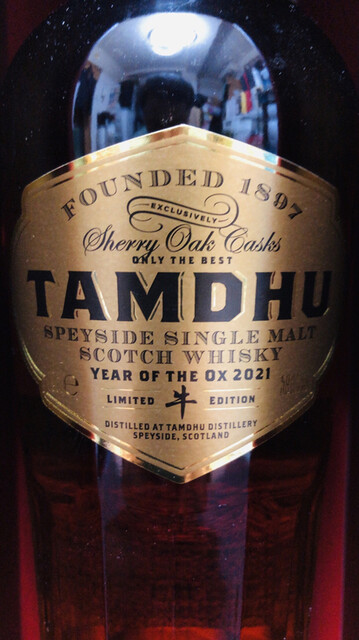 FOUNDED 1897
EXCLUSIVELY
Sherry Oak Casks
ONLY THE BEST
TAMDHU
SPEYSIDE SINGLE MALT
SCOTCH WHISKY
YEAR OF THE OX 2021
LIMITED 牛 EDITION
DISTILLED AT TAMDHU DISTILLERY
SPEYSIDE, SCOTLAND